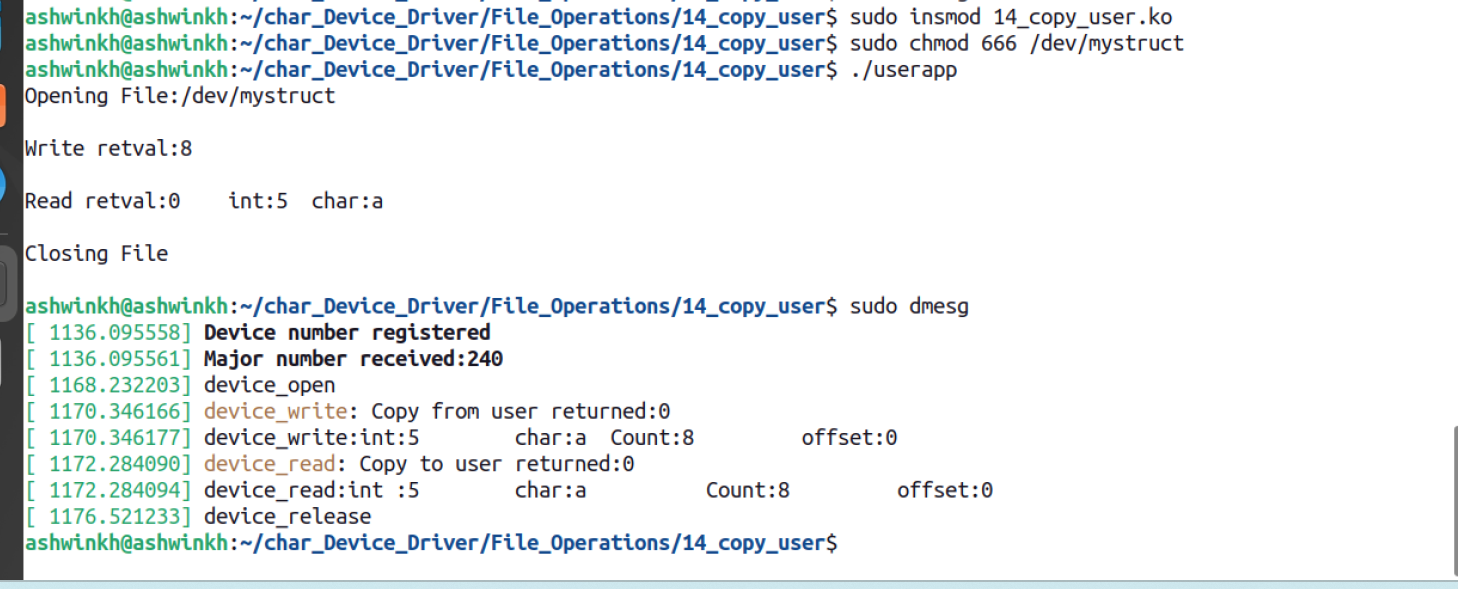 ashwinkh@ashwinkh:~/char_Device_Driver/File_Operations/14_copy_user$ sudo insmod 14_copy_user.ko
ashwinkh@ashwinkh:~/char_Device_Driver/File_Operations/14_copy_user$ sudo chmod 666 /dev/mystruct
ashwinkh@ashwinkh:~/char_Device_Driver/File_Operations/14_copy_user$ ./userapp
Opening File:/dev/mystruct
Write retval:8
Read retval:0    int:5  char:a
Closing File
ashwinkh@ashwinkh:~/char_Device_Driver/File_Operations/14_copy_user$ sudo dmesg
[ 1136.095558] Device number registered
[ 1136.095561] Major number received:240
[ 1168.232203] device_open
[ 1170.346166] device_write: Copy from user returned:0
[ 1170.346177] device_write:int:5        char:a  Count:8         offset:0
[ 1172.284090] device_read: Copy to user returned:0
[ 1172.284094] device_read:int :5        char:a          Count:8         offset:0
[ 1176.521233] device_release
ashwinkh@ashwinkh:~/char_Device_Driver/File_Operations/14_copy_user$